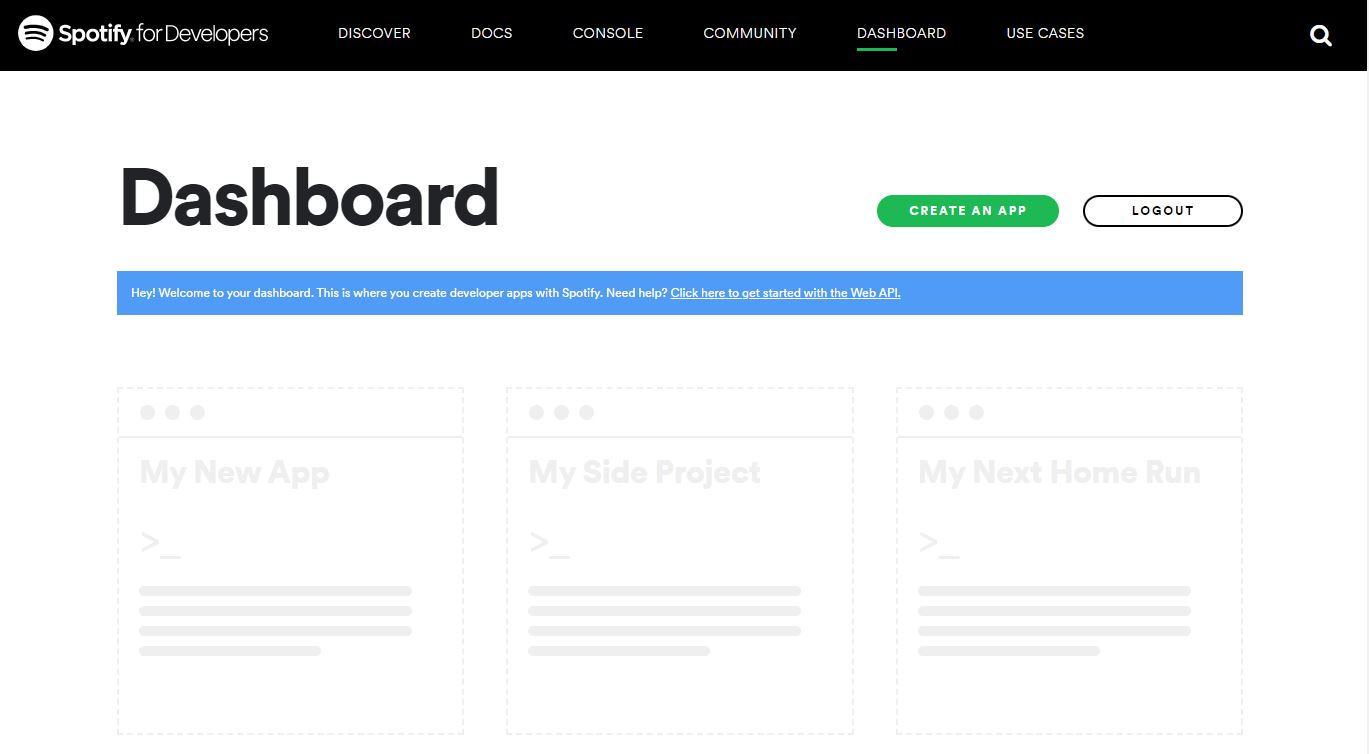 Spotify for Developers DISCOVER DOCS CONSOLE COMMUNITY DASHBOARD USE CASES
Dashboard
CREATE AN APP LOGOUT
Hey! Welcome to your dashboard. This is where you create developer apps with Spotify. Need help? Click here to get started with the Web API.
My New App My Side Project My Next Home Run
>_ >_ >_